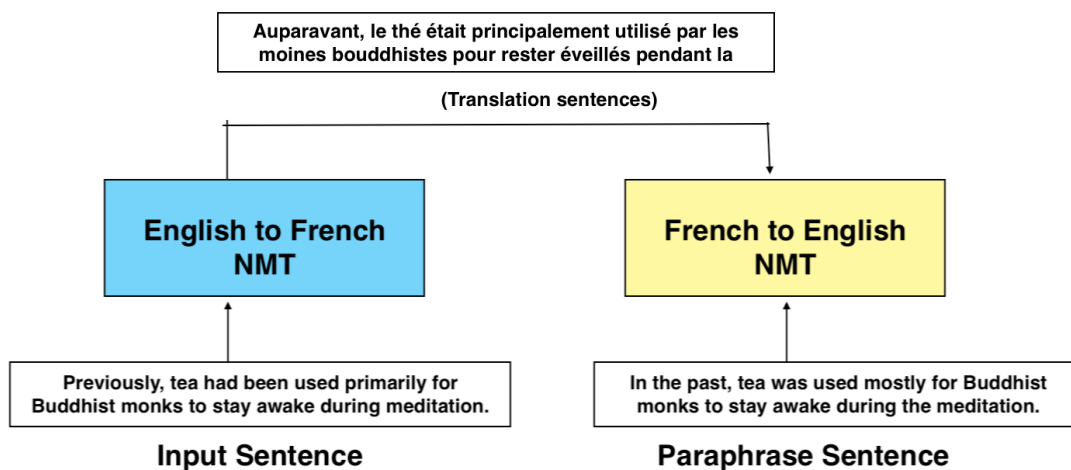 Auparavant, le thé était principalement utilisé par les
moines bouddhistes pour rester éveillés pendant la
(Translation sentences)
English to French
NMT
French to English
NMT
Previously, tea had been used primarily for
Buddhist monks to stay awake during meditation.
In the past, tea was used mostly for Buddhist
monks to stay awake during the meditation.
Input Sentence
Paraphrase Sentence